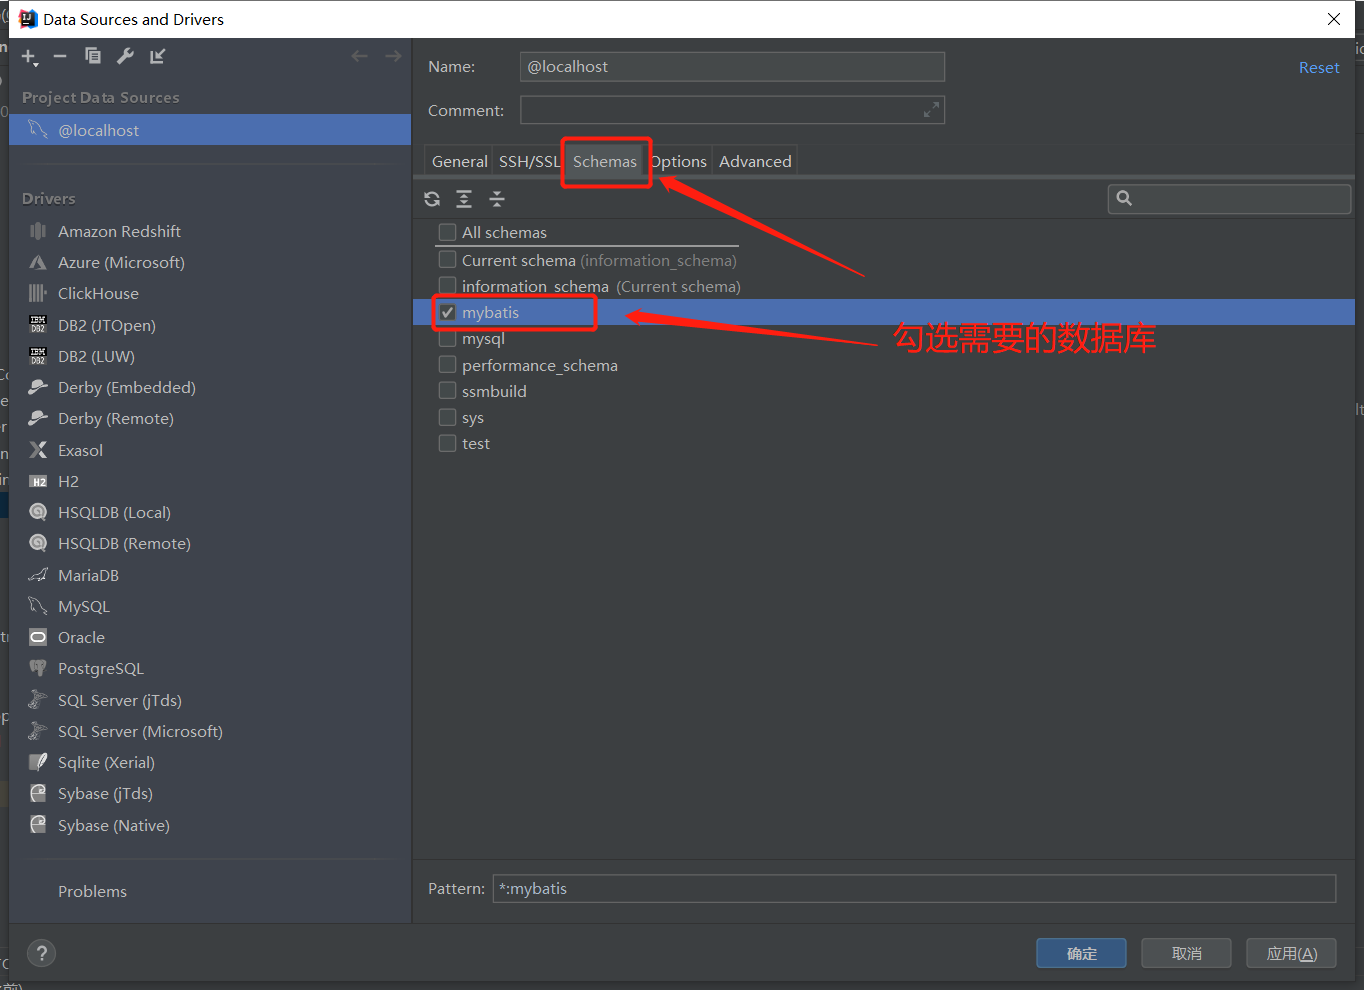 Data Sources and Drivers
Project Data Sources
@localhost
Drivers
Amazon Redshift
Azure (Microsoft)
ClickHouse
DB2 (JTOpen)
DB2 (LUW)
Derby (Embedded)
Derby (Remote)
Exasol
H2
HSQLDB (Local)
HSQLDB (Remote)
MariaDB
MySQL
Oracle
PostgreSQL
SQL Server (jTds)
SQL Server (Microsoft)
Sqlite (Xerial)
Sybase (jTds)
Sybase (Native)
Problems
Name: @localhost
Reset
Comment:
General SSH/SSL Schemas Options Advanced
All schemas
Current schema (information_schema)
information_schema (Current schema)
mybatis
勾选需要的数据库
mysql
performance_schema
ssmbuild
sys
test
Pattern: *:mybatis
? 确定 取消 应用(A)